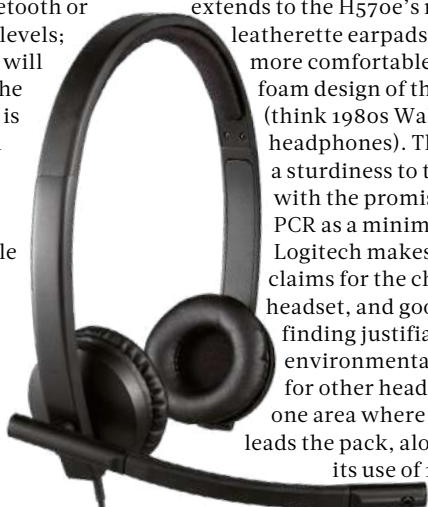 etooth or
levels;
will
he
is
le
extends to the H570e's
leatherette earpads
more comfortable
foam design of th
(think 1980s Wa
headphones). Th
a sturdiness to t
with the promis
PCR as a minim
Logitech makes
claims for the ch
headset, and goo
finding justifia
environmenta
for other head
one area where
leads the pack, alo
its use of